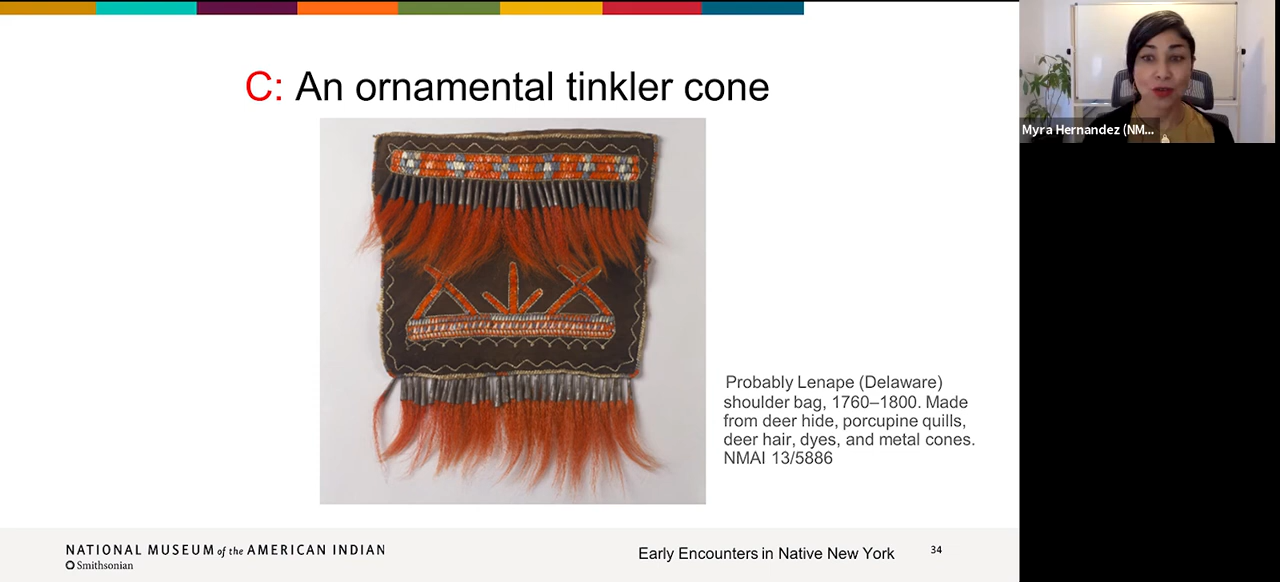 C: An ornamental tinkler cone
Myra Hernandez (NM...
Probably Lenape (Delaware)
shoulder bag, 1760–1800. Made
from deer hide, porcupine quills,
deer hair, dyes, and metal cones.
NMAI 13/5886
NATIONAL MUSEUM of the AMERICAN INDIAN
Smithsonian
Early Encounters in Native New York
34